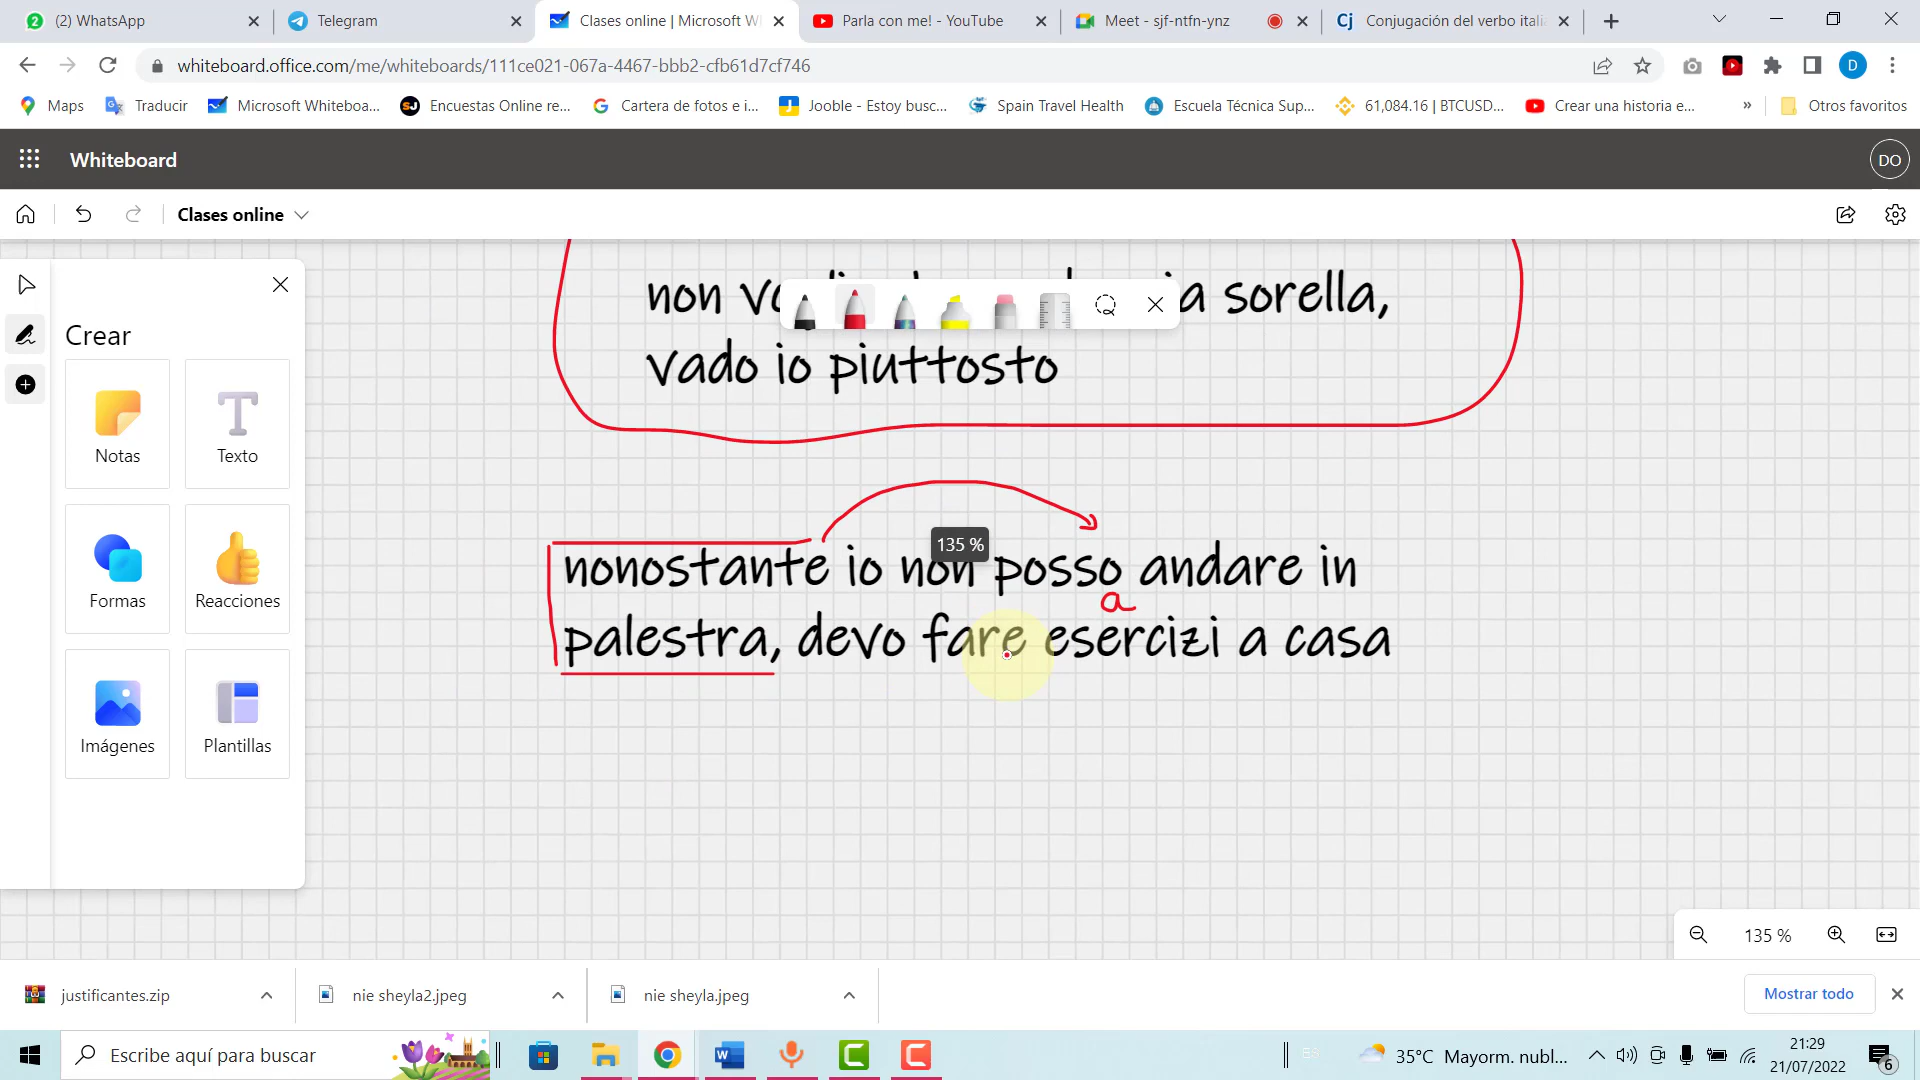 (2) WhatsApp
Telegram
Clases online | Microsoft W
Parla con me! - YouTube
Meet - sjf-ntfn-ynz
Cj Conjugación del verbo itali
whiteboard.office.com/me/whiteboards/111ce021-067a-4467-bbb2-cfb61d7cf746
D
Maps
Traducir
Microsoft Whiteboa...
Encuestas Online re...
Cartera de fotos e i...
Jooble - Estoy busc...
Spain Travel Health
Escuela Técnica Sup...
61,084.16 | BTCUSD...
Crear una historia e...
»
Otros favoritos
Whiteboard
DO
Clases online
Crear
Notas
Texto
Formas
Reacciones
Imágenes
Plantillas
non sorella,
vado io piuttosto
135 %
nonostante io non posso andare in
a
palestra, devo fare esercizi a casa
135 %
justificantes.zip
nie sheyla2.jpeg
nie sheyla.jpeg
Mostrar todo
Escribe aquí para buscar
35°C Mayorm. nubl...
21:29
21/07/2022
6